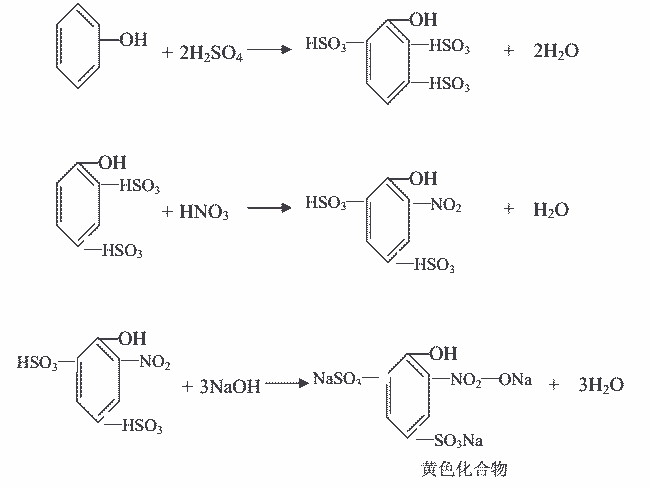 OH + 2H₂SO₄ → HSO₃ OH HSO₃ HSO₃ + 2H₂O
OH HSO₃ HSO₃ + HNO₃ → HSO₃ OH NO₂ HSO₃ + H₂O
HSO₃ OH NO₂ HSO₃ + 3NaOH → NaSO₃ OH NO₂—ONa SO₃Na + 3H₂O
黄色化合物